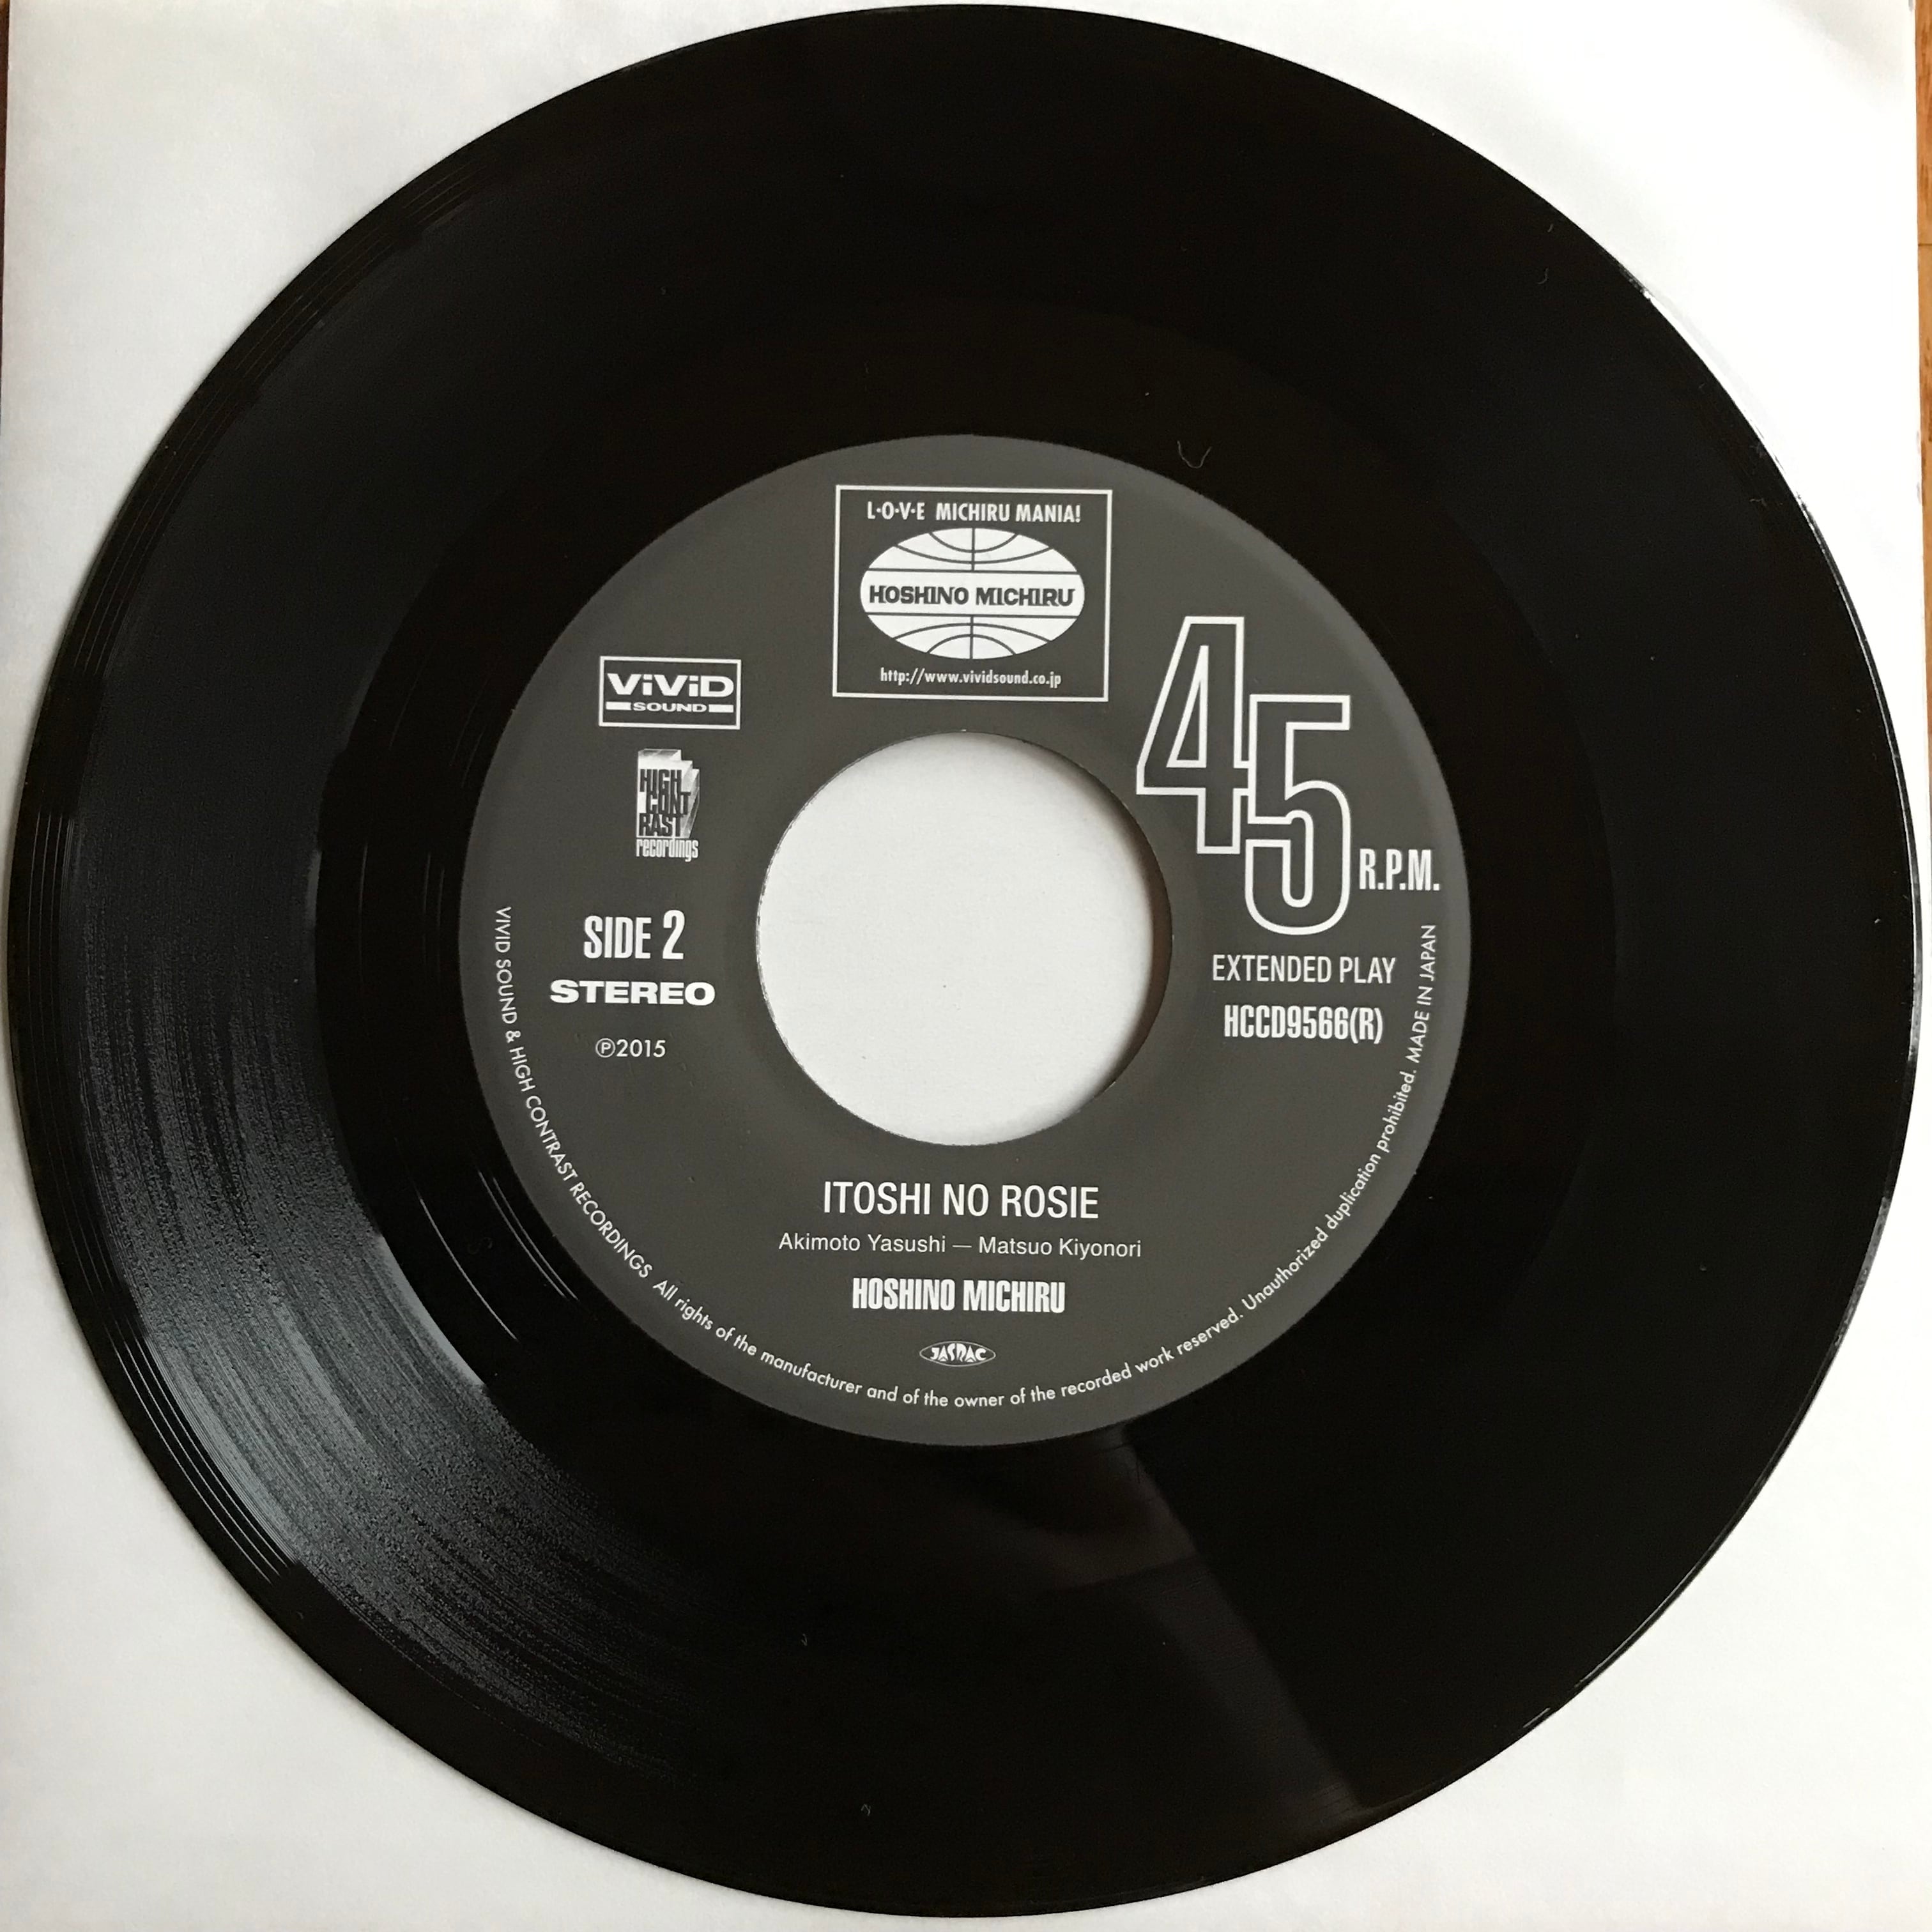 L·O·V·E MICHIRU MANIA!
HOSHINO MICHIRU
http://www.vividsound.co.jp
ViViD
SOUND
HIGH
CONT
RAST
recordings
45
R.P.M.
SIDE 2
STEREO
℗2015
EXTENDED PLAY
HCCD9566(R)
ITOSHI NO ROSIE
Akimoto Yasushi — Matsuo Kiyonori
HOSHINO MICHIRU
JASRAC
VIVID SOUND & HIGH CONTRAST RECORDINGS All rights of the manufacturer and of the owner of the recorded work reserved. Unauthorized duplication prohibited. MADE IN JAPAN